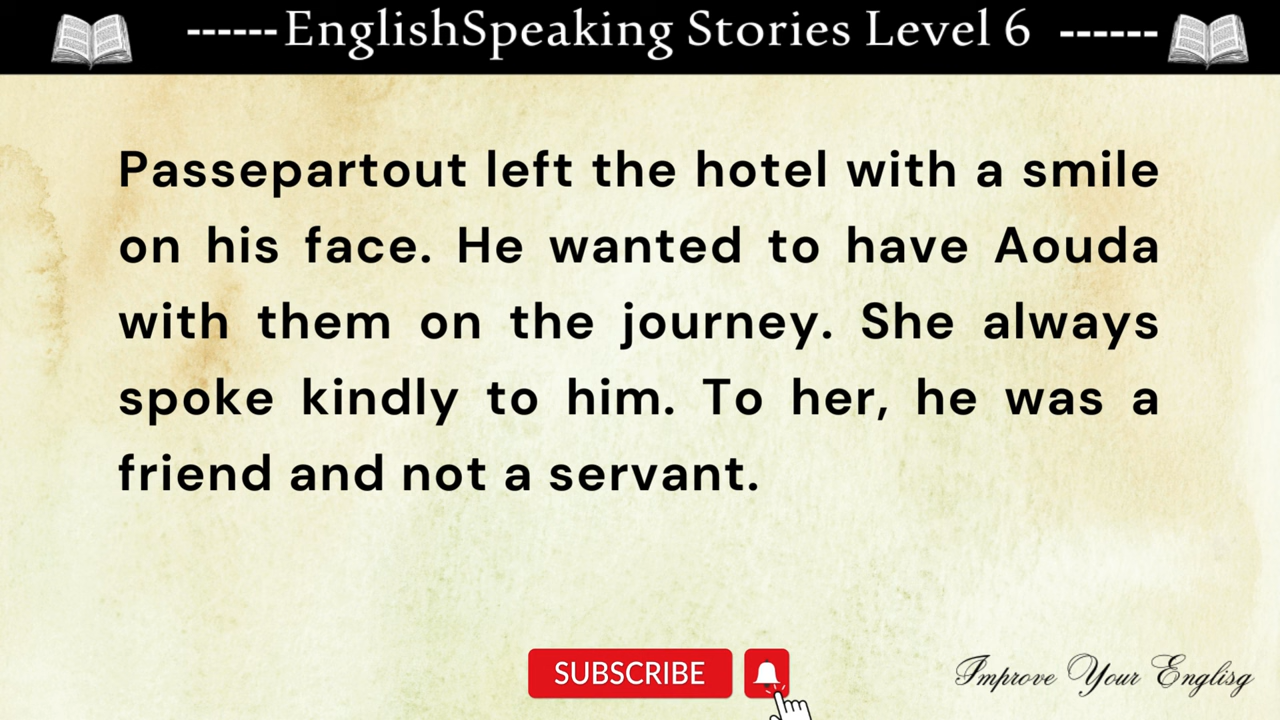 ------EnglishSpeaking Stories Level 6 ------
Passepartout left the hotel with a smile
on his face. He wanted to have Aouda
with them on the journey. She always
spoke kindly to him. To her, he was a
friend and not a servant.
SUBSCRIBE
Improve Your Englisg